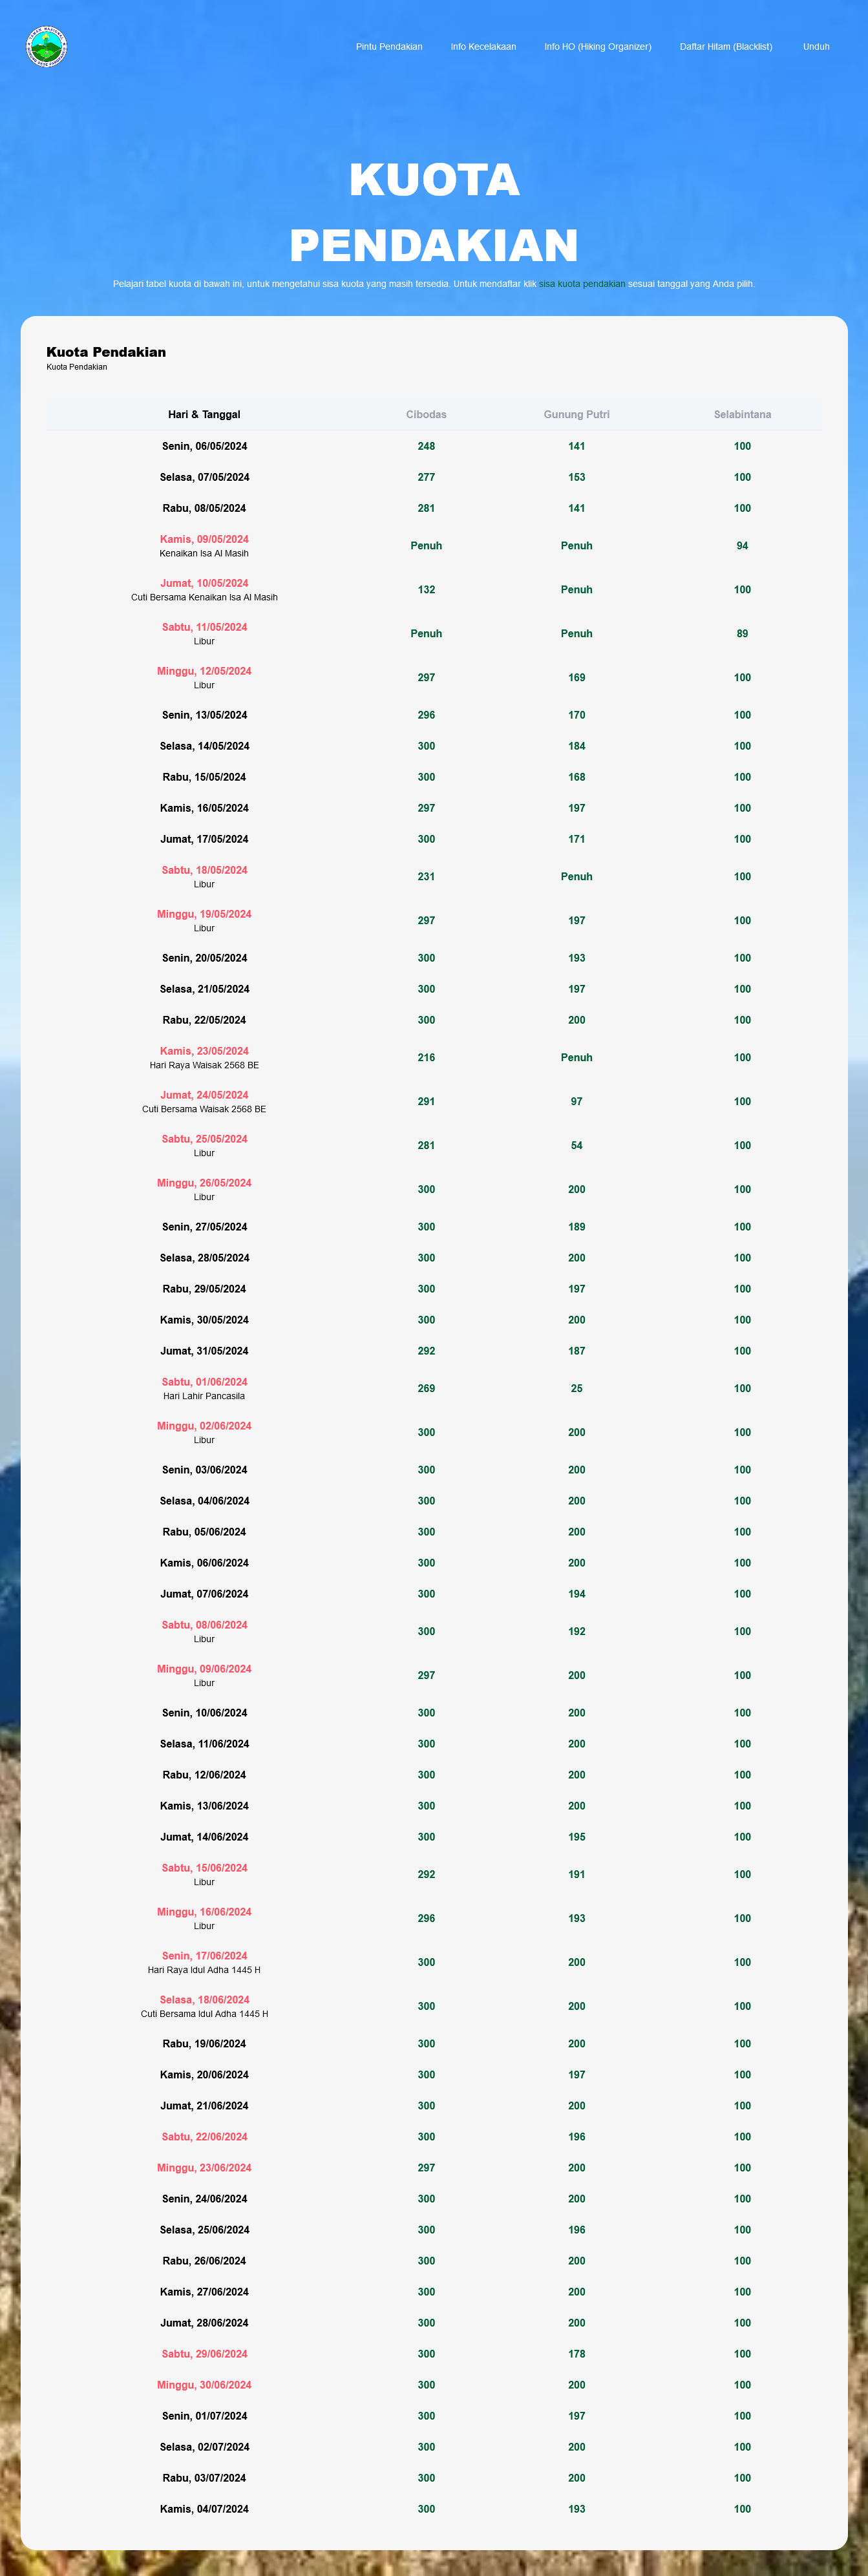 Pintu Pendakian Info Kecelakaan Info HO (Hiking Organizer) Daftar Hitam (Blacklist) Unduh
KUOTA
PENDAKIAN
Pelajari tabel kuota di bawah ini, untuk mengetahui sisa kuota yang masih tersedia. Untuk mendaftar klik sisa kuota pendakian sesuai tanggal yang Anda pilih.
Kuota Pendakian
Kuota Pendakian
Hari & Tanggal Cibodas Gunung Putri Selabintana
Senin, 06/05/2024 248 141 100
Selasa, 07/05/2024 277 153 100
Rabu, 08/05/2024 281 141 100
Kamis, 09/05/2024 Penuh Penuh 94
Kenaikan Isa Al Masih
Jumat, 10/05/2024 132 Penuh 100
Cuti Bersama Kenaikan Isa Al Masih
Sabtu, 11/05/2024 Penuh Penuh 89
Libur
Minggu, 12/05/2024 297 169 100
Libur
Senin, 13/05/2024 296 170 100
Selasa, 14/05/2024 300 184 100
Rabu, 15/05/2024 300 168 100
Kamis, 16/05/2024 297 197 100
Jumat, 17/05/2024 300 171 100
Sabtu, 18/05/2024 231 Penuh 100
Libur
Minggu, 19/05/2024 297 197 100
Libur
Senin, 20/05/2024 300 193 100
Selasa, 21/05/2024 300 197 100
Rabu, 22/05/2024 300 200 100
Kamis, 23/05/2024 216 Penuh 100
Hari Raya Waisak 2568 BE
Jumat, 24/05/2024 291 97 100
Cuti Bersama Waisak 2568 BE
Sabtu, 25/05/2024 281 54 100
Libur
Minggu, 26/05/2024 300 200 100
Libur
Senin, 27/05/2024 300 189 100
Selasa, 28/05/2024 300 200 100
Rabu, 29/05/2024 300 197 100
Kamis, 30/05/2024 300 200 100
Jumat, 31/05/2024 292 187 100
Sabtu, 01/06/2024 269 25 100
Hari Lahir Pancasila
Minggu, 02/06/2024 300 200 100
Libur
Senin, 03/06/2024 300 200 100
Selasa, 04/06/2024 300 200 100
Rabu, 05/06/2024 300 200 100
Kamis, 06/06/2024 300 200 100
Jumat, 07/06/2024 300 194 100
Sabtu, 08/06/2024 300 192 100
Libur
Minggu, 09/06/2024 297 200 100
Libur
Senin, 10/06/2024 300 200 100
Selasa, 11/06/2024 300 200 100
Rabu, 12/06/2024 300 200 100
Kamis, 13/06/2024 300 200 100
Jumat, 14/06/2024 300 195 100
Sabtu, 15/06/2024 292 191 100
Libur
Minggu, 16/06/2024 296 193 100
Libur
Senin, 17/06/2024 300 200 100
Hari Raya Idul Adha 1445 H
Selasa, 18/06/2024 300 200 100
Cuti Bersama Idul Adha 1445 H
Rabu, 19/06/2024 300 200 100
Kamis, 20/06/2024 300 197 100
Jumat, 21/06/2024 300 200 100
Sabtu, 22/06/2024 300 196 100
Minggu, 23/06/2024 297 200 100
Senin, 24/06/2024 300 200 100
Selasa, 25/06/2024 300 196 100
Rabu, 26/06/2024 300 200 100
Kamis, 27/06/2024 300 200 100
Jumat, 28/06/2024 300 200 100
Sabtu, 29/06/2024 300 178 100
Minggu, 30/06/2024 300 200 100
Senin, 01/07/2024 300 197 100
Selasa, 02/07/2024 300 200 100
Rabu, 03/07/2024 300 200 100
Kamis, 04/07/2024 300 193 100